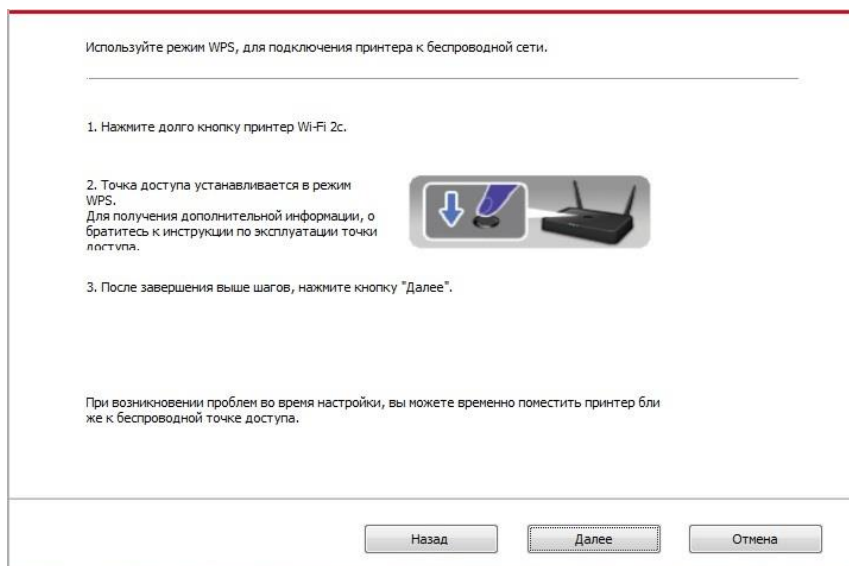 Используйте режим WPS, для подключения принтера к беспроводной сети.
1. Нажмите долго кнопку принтер Wi-Fi 2с.
2. Точка доступа устанавливается в режим
WPS.
Для получения дополнительной информации, о
братитесь к инструкции по эксплуатации точки
доступа.
3. После завершения выше шагов, нажмите кнопку "Далее".
При возникновении проблем во время настройки, вы можете временно поместить принтер бли
же к беспроводной точке доступа.
Назад
Далее
Отмена